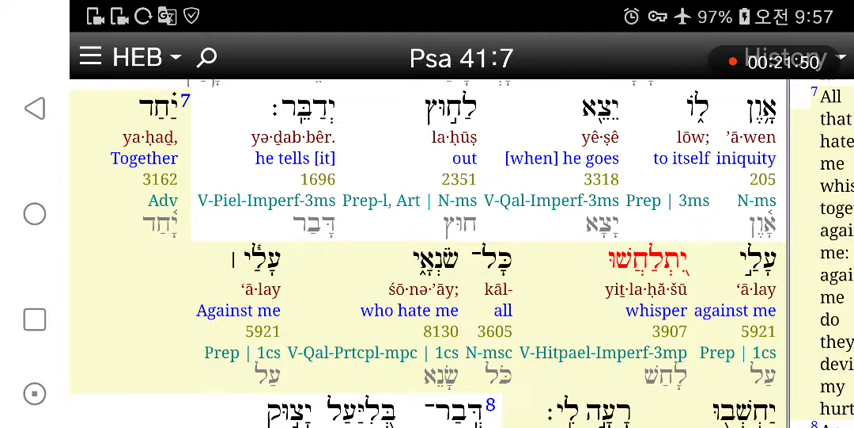 97% 오전 9:57
HEB Psa 41:7 History 00:21:50
אָ֝֗וֶן ל֑וֹ יֵצֵ֖א לַח֣וּץ יְדַבֵּֽר׃ 7 יַ֗חַד
ya·ḥaḏ, yə·ḏab·bêr. la·ḥūṣ yê·ṣê lōw; ’ā·wen
Together he tells [it] out [when] he goes to itself iniquity
3162 1696 2351 3318 205
Adv V-Piel-Imperf-3ms Prep-l, Art | N-ms V-Qal-Imperf-3ms Prep | 3ms N-ms
אָ֫וֶן יָצָא חוּץ דָּבַר יָ֫חַד
עָלַ֣י יִ֭תְלַחֲשׁוּ כָּל־ שֹׂנְאָ֑י עָלַ֓י ׀
‘ā·lay śō·nə·’āy; kāl- yiṯ·la·ḥă·šū ‘ā·lay
Against me who hate me all whisper against me
5921 8130 3605 3907 5921
Prep | 1cs V-Qal-Prtcpl-mpc | 1cs N-msc V-Hitpael-Imperf-3mp Prep | 1cs
עַל לָחַשׁ כֹּל שָׂנֵא עַל
יַחְשְׁב֖וּ רָעָ֣ה לִֽי׃ 8 דְּֽבַר־ בְּ֭לִיַּעַל יָצ֣וּק
7 All
that
hate
me
whis
toge
agai
me:
agai
me
do
they
devi
my
hurt
8